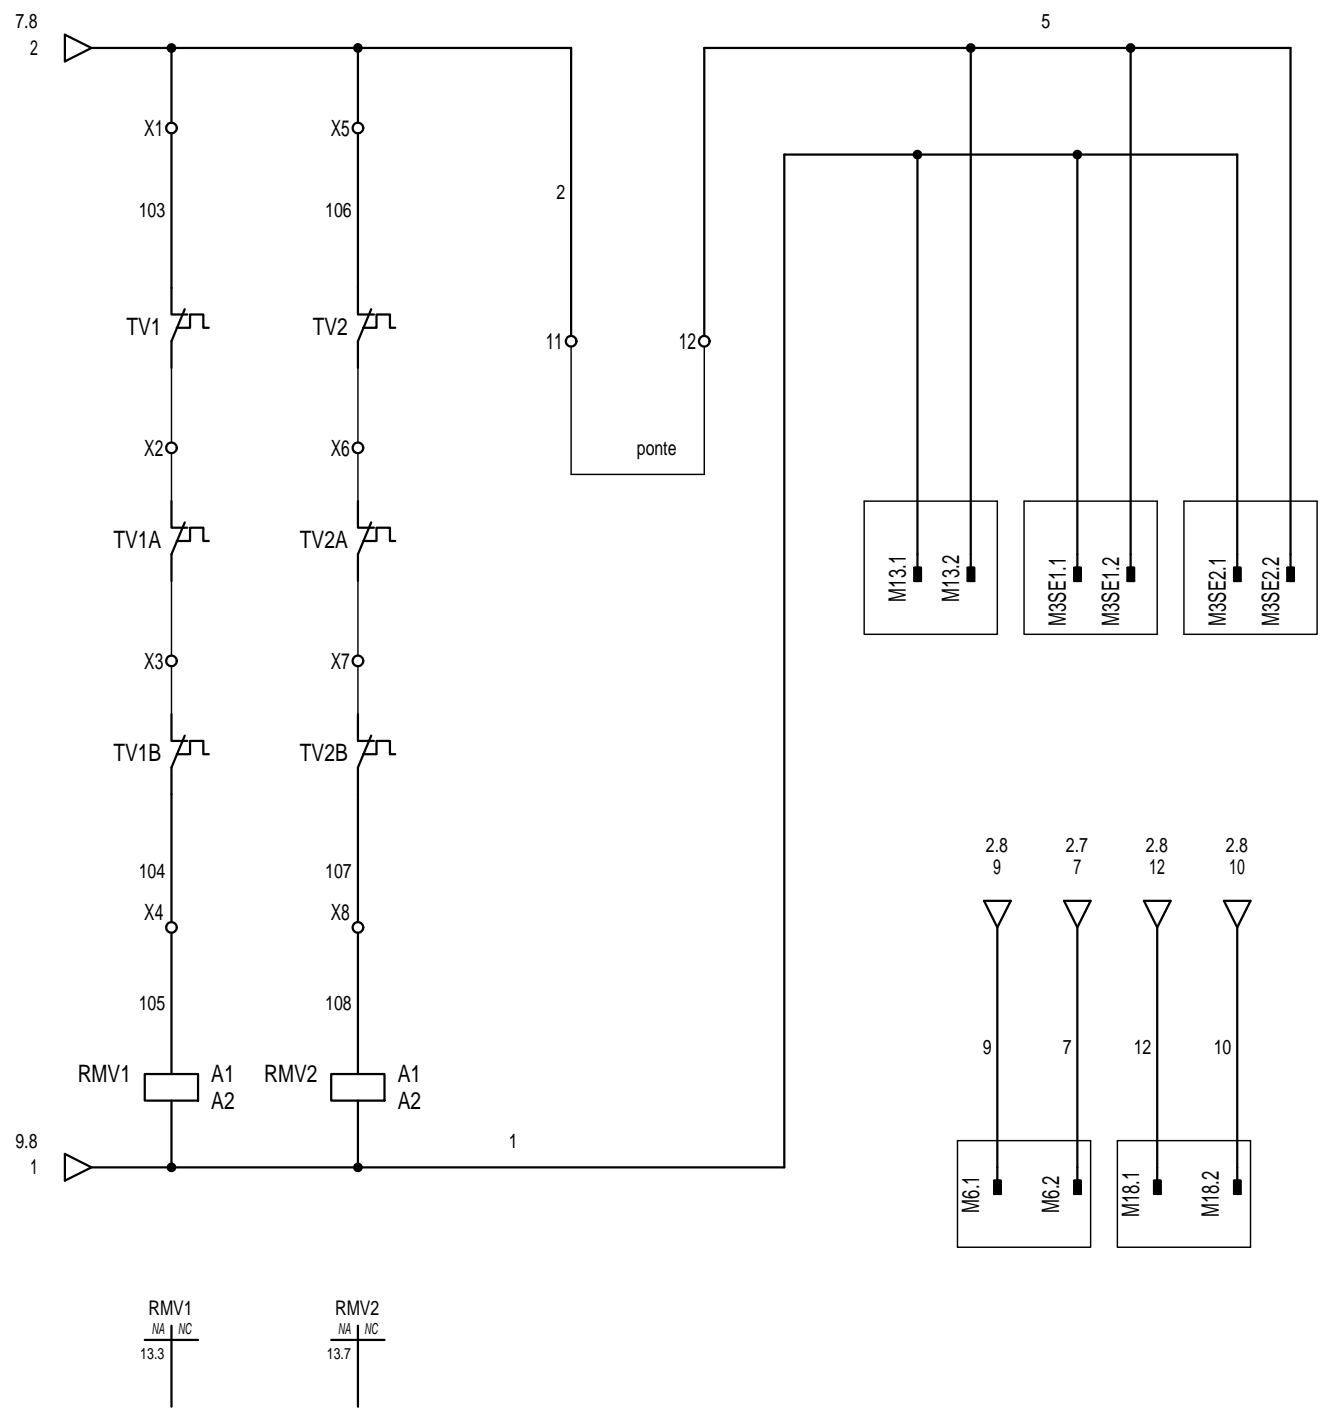 7.8
2
5
X1
X5
103
106
2
TV1
TV2
11
12
X2
X6
ponte
TV1A
TV2A
M13.1
M13.2
M3SE1.1
M3SE1.2
M3SE2.1
M3SE2.2
X3
X7
TV1B
TV2B
2.8
2.7
2.8
2.8
9
7
12
10
104
107
X4
X8
105
108
9
7
12
10
RMV1
A1
A2
RMV2
A1
A2
9.8
1
1
M6.1
M6.2
M18.1
M18.2
RMV1
NA NC
13.3
RMV2
NA NC
13.7